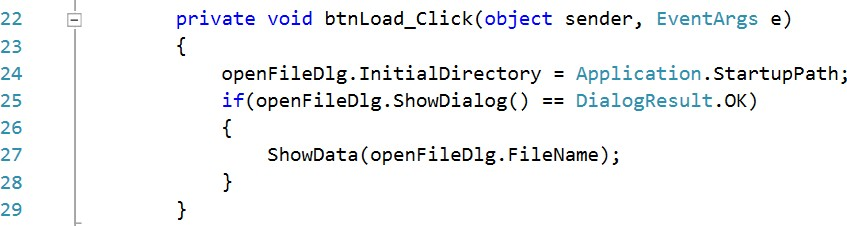 22 private void btnLoad_Click(object sender, EventArgs e)
23 {
24 openFileDlg.InitialDirectory = Application.StartupPath;
25 if(openFileDlg.ShowDialog() == DialogResult.OK)
26 {
27 ShowData(openFileDlg.FileName);
28 }
29 }